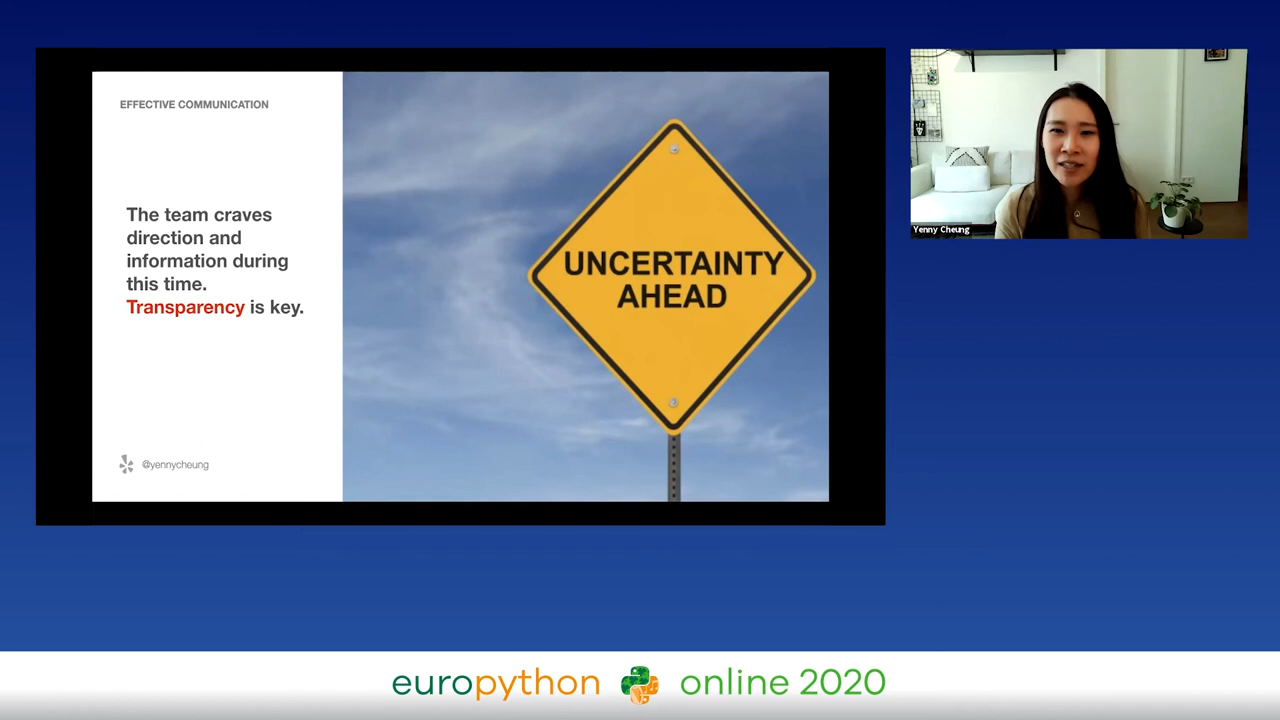 EFFECTIVE COMMUNICATION
The team craves
direction and
information during
this time.
Transparency is key.
@yennycheung
UNCERTAINTY
AHEAD
Yenny Cheung
europython online 2020